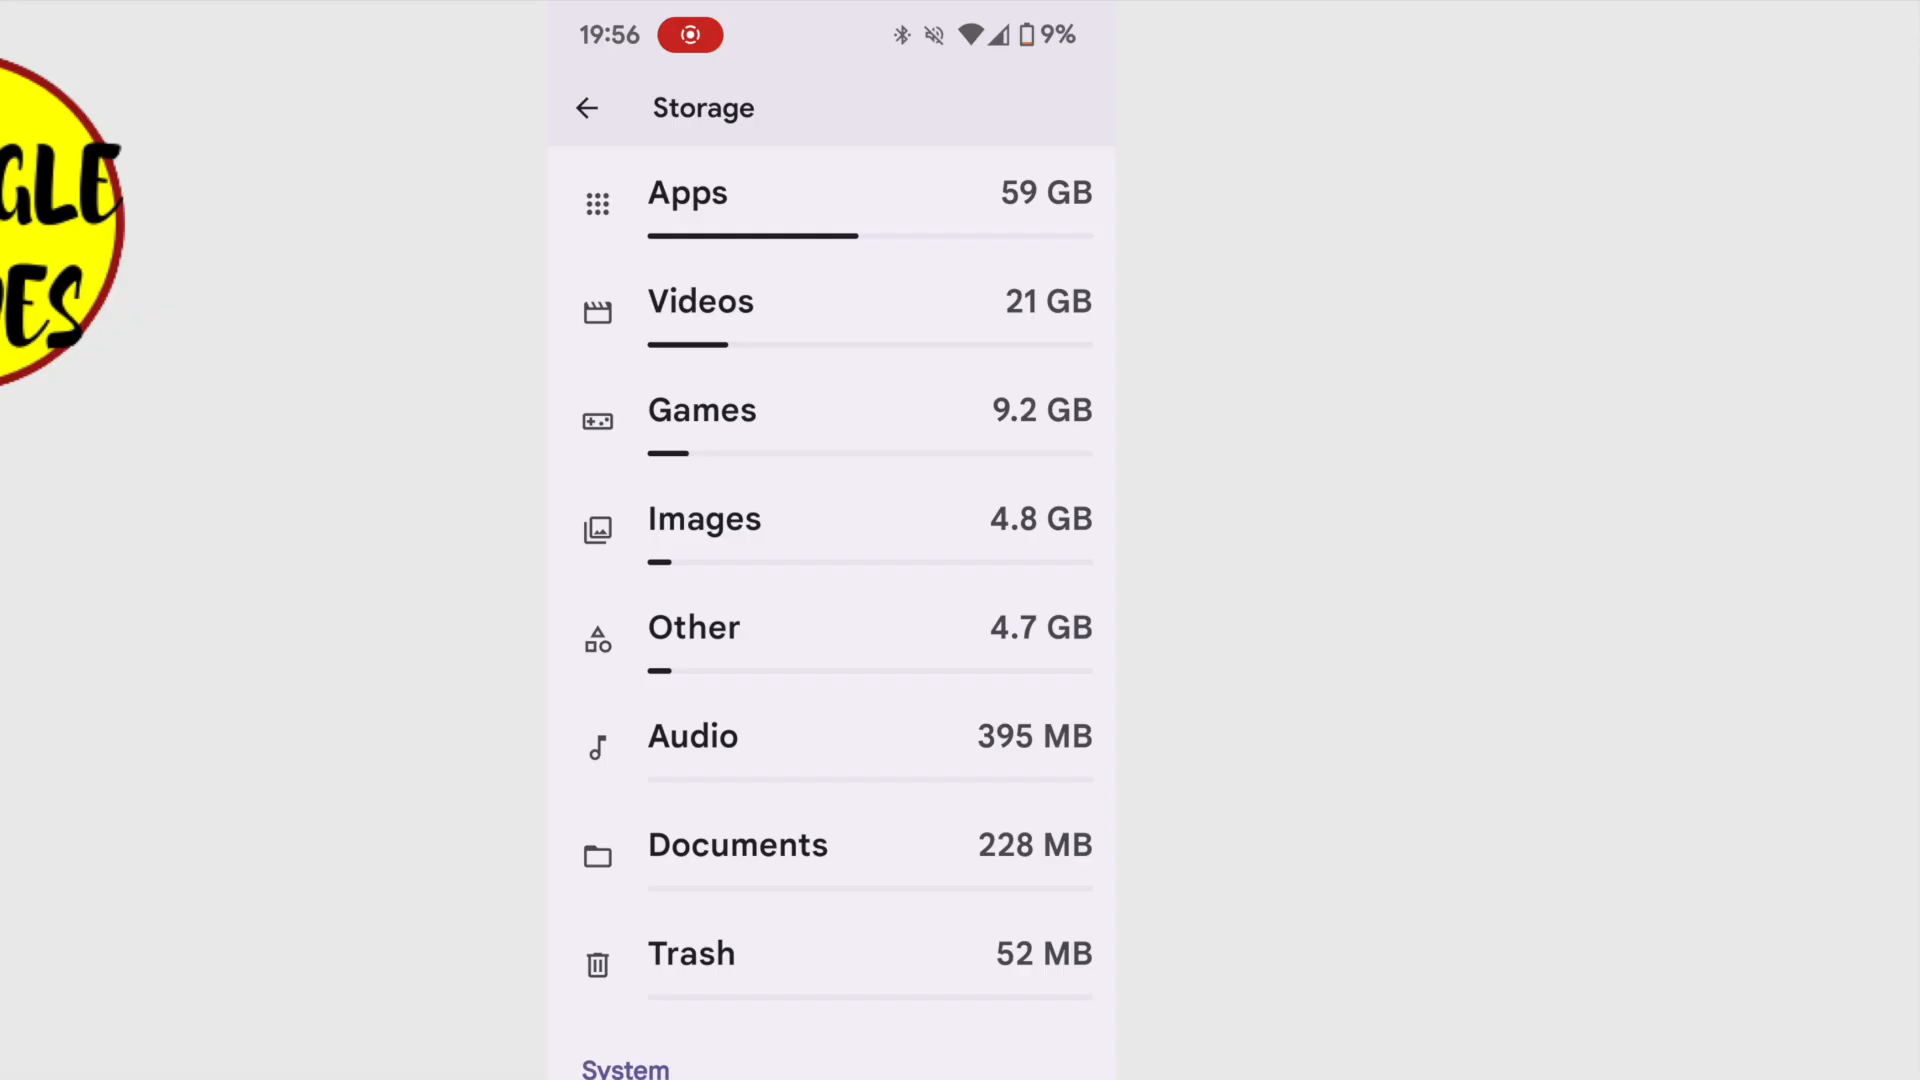 19:56
9%
Storage
Apps 59 GB
Videos 21 GB
Games 9.2 GB
Images 4.8 GB
Other 4.7 GB
Audio 395 MB
Documents 228 MB
Trash 52 MB
System